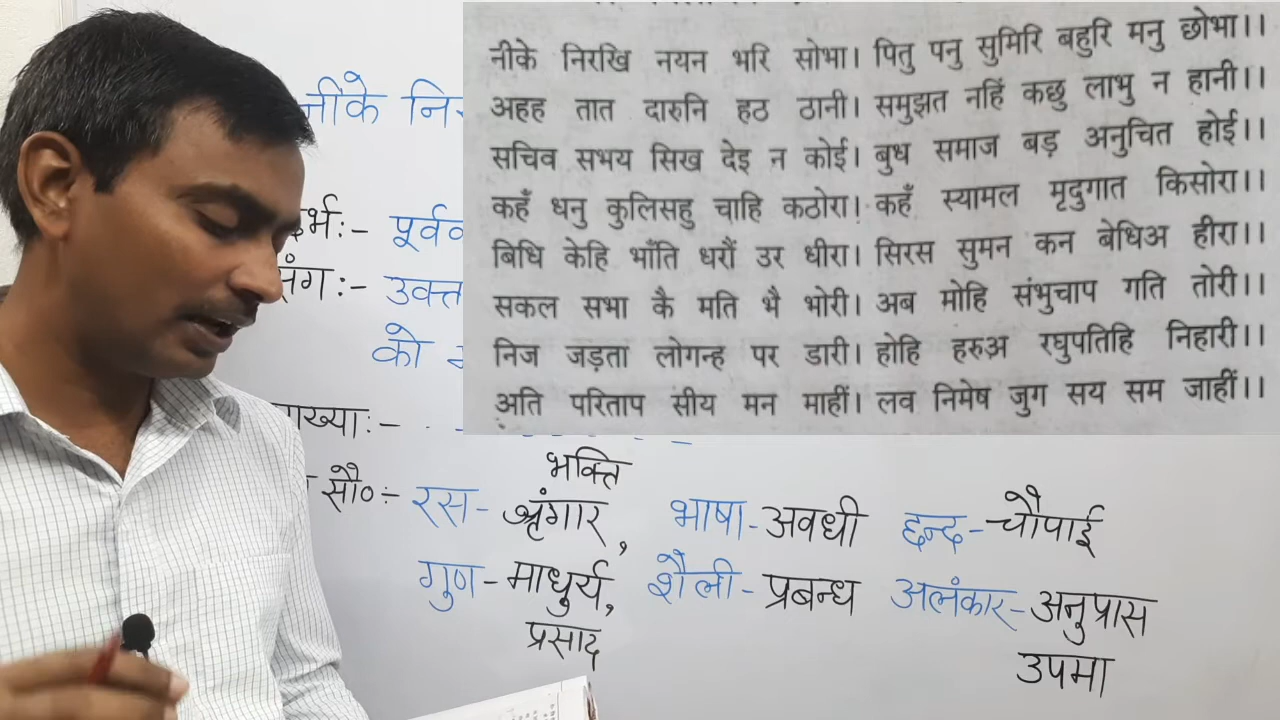 नीके निरखि नयन भरि सोभा। पितु पनु सुमिरि बहुरि मनु छोभा।।
अहह तात दारुनि हठ ठानी। समुझत नहिं कछु लाभु न हानी।।
सचिव सभय सिख देइ न कोई। बुध समाज बड़ अनुचित होई।।
कहँ धनु कुलिसहु चाहि कठोरा। कहँ स्यामल मृदुगात किसोरा।।
बिधि केहि भाँति धरौं उर धीरा। सिरस सुमन कन बेधिअ हीरा।।
सकल सभा कै मति भै भोरी। अब मोहि संभुचाप गति तोरी।।
निज जड़ता लोगन्ह पर डारी। होहि हरुअ रघुपतिहि निहारी।।
अति परिताप सीय मन माहीं। लव निमेष जुग सय सम जाहीं।।
नीके
:- 
उक्त
को
:-
भक्ति
सौ० :- रस- श्रृंगार, भाषा- अवधी छन्द- चौपाई
गुण- माधुर्य, शैली- प्रबन्ध अलंकार- अनुप्रास
प्रसाद उपमा